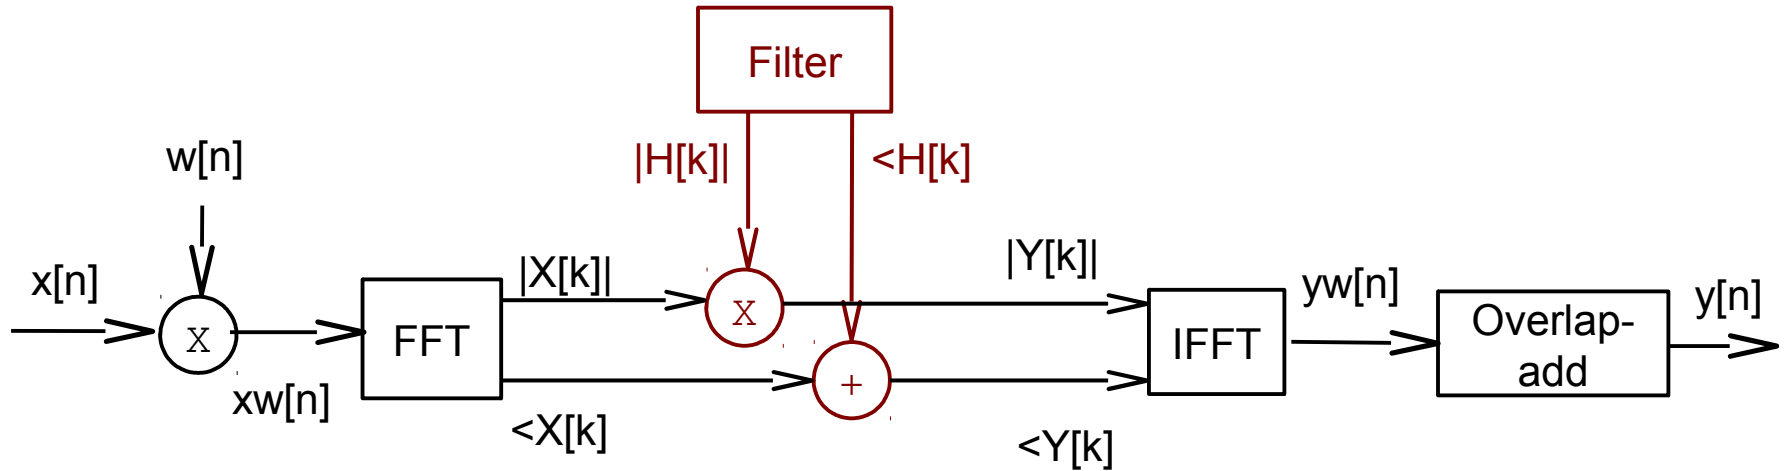 Filter
|H[k]|
<H[k]
w[n]
x[n]
X
xw[n]
FFT
|X[k]|
<X[k]
X
+
|Y[k]|
<Y[k]
IFFT
yw[n]
Overlap-
add
y[n]